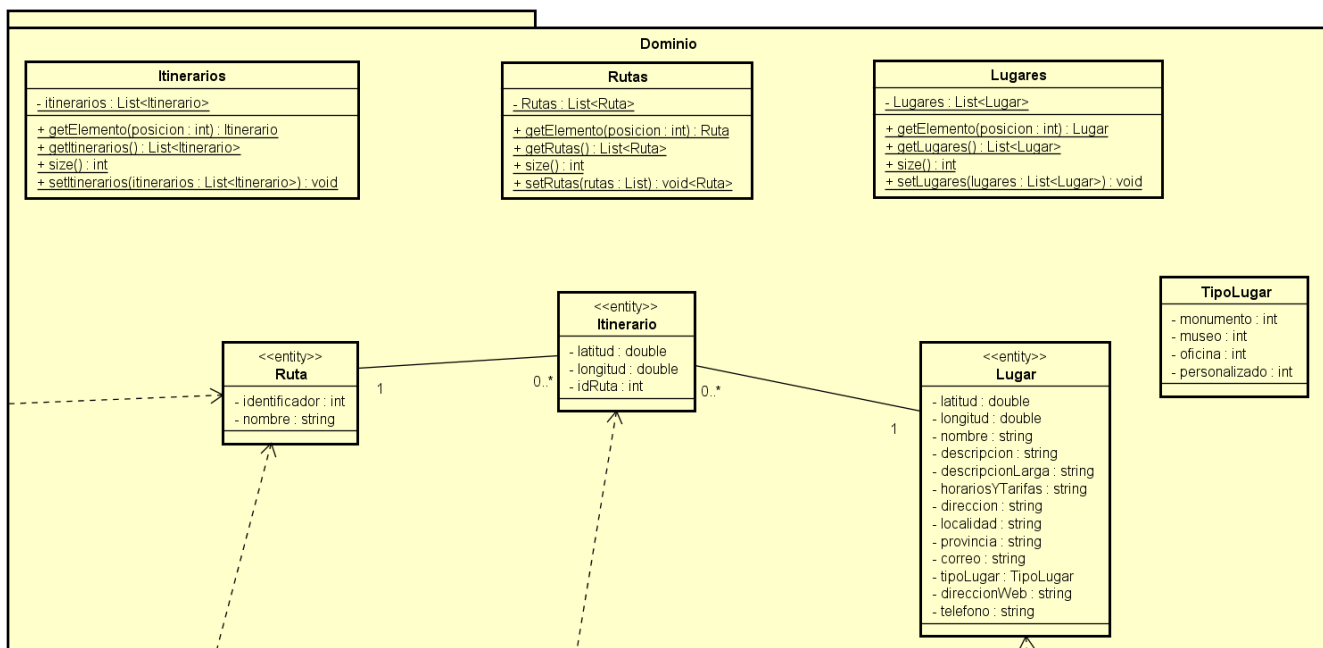 Dominio
Itinerarios
- itinerarios : List<Itinerario>
+ getElemento(posicion : int) : Itinerario
+ getItinerarios() : List<Itinerario>
+ size() : int
+ setItinerarios(itinerarios : List<Itinerario>) : void
Rutas
- Rutas : List<Ruta>
+ getElemento(posicion : int) : Ruta
+ getRutas() : List<Ruta>
+ size() : int
+ setRutas(rutas : List) : void<Ruta>
Lugares
- Lugares : List<Lugar>
+ getElemento(posicion : int) : Lugar
+ getLugares() : List<Lugar>
+ size() : int
+ setLugares(lugares : List<Lugar>) : void
<<entity>>
Ruta
- identificador : int
- nombre : string
1
0..*
<<entity>>
Itinerario
- latitud : double
- longitud : double
- idRuta : int
0..*
1
<<entity>>
Lugar
- latitud : double
- longitud : double
- nombre : string
- descripcion : string
- descripcionLarga : string
- horariosYTarifas : string
- direccion : string
- localidad : string
- provincia : string
- correo : string
- tipoLugar : TipoLugar
- direccionWeb : string
- telefono : string
TipoLugar
- monumento : int
- museo : int
- oficina : int
- personalizado : int